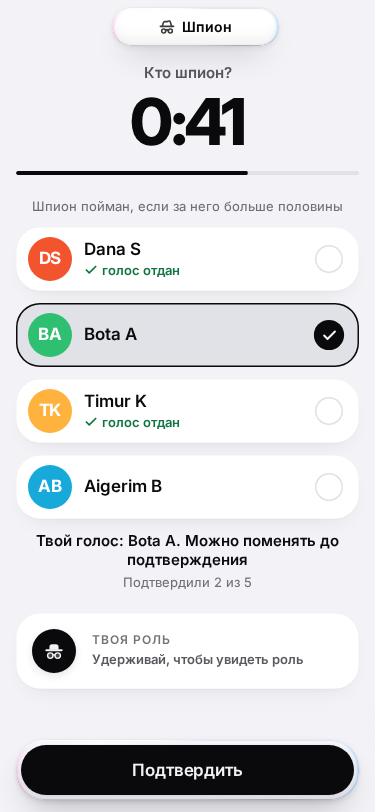 Шпион
Кто шпион?
0:41
Шпион пойман, если за него больше половины
DS
Dana S
голос отдан
BA
Bota A
TK
Timur K
голос отдан
AB
Aigerim B
Твой голос: Bota A. Можно поменять до
подтверждения
Подтвердили 2 из 5
ТВОЯ РОЛЬ
Удерживай, чтобы увидеть роль
Подтвердить